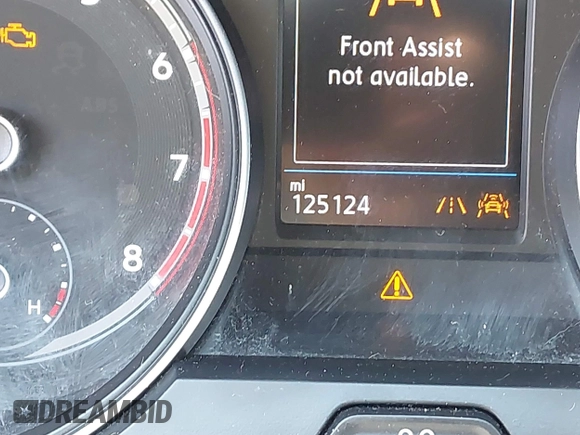 Front Assist
not available.
6
7
8
H
mi
125124
DREAMBID